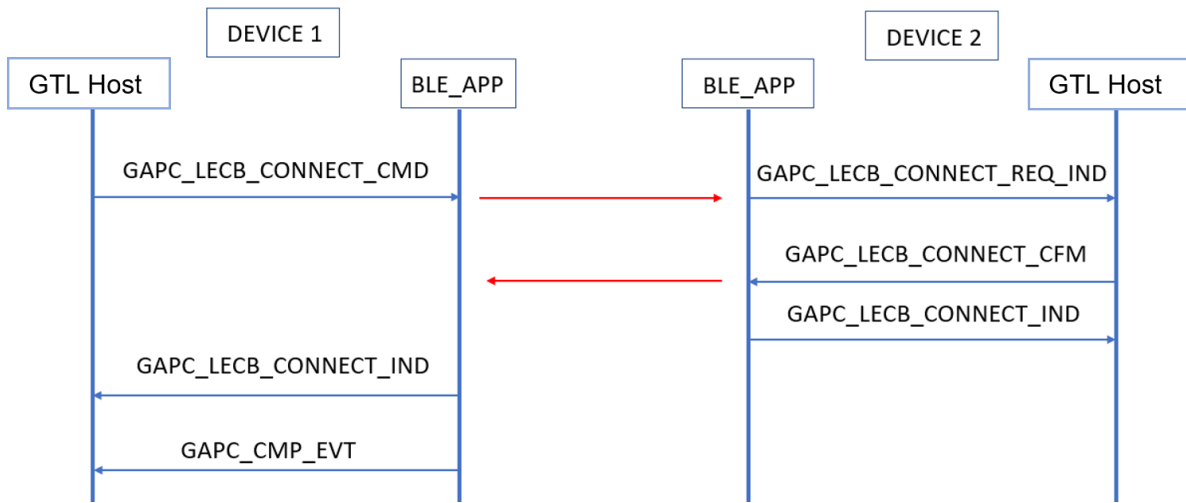 DEVICE 1
DEVICE 2
GTL Host
BLE_APP
BLE_APP
GTL Host
GAPC_LECB_CONNECT_CMD
GAPC_LECB_CONNECT_REQ_IND
GAPC_LECB_CONNECT_CFM
GAPC_LECB_CONNECT_IND
GAPC_LECB_CONNECT_IND
GAPC_CMP_EVT